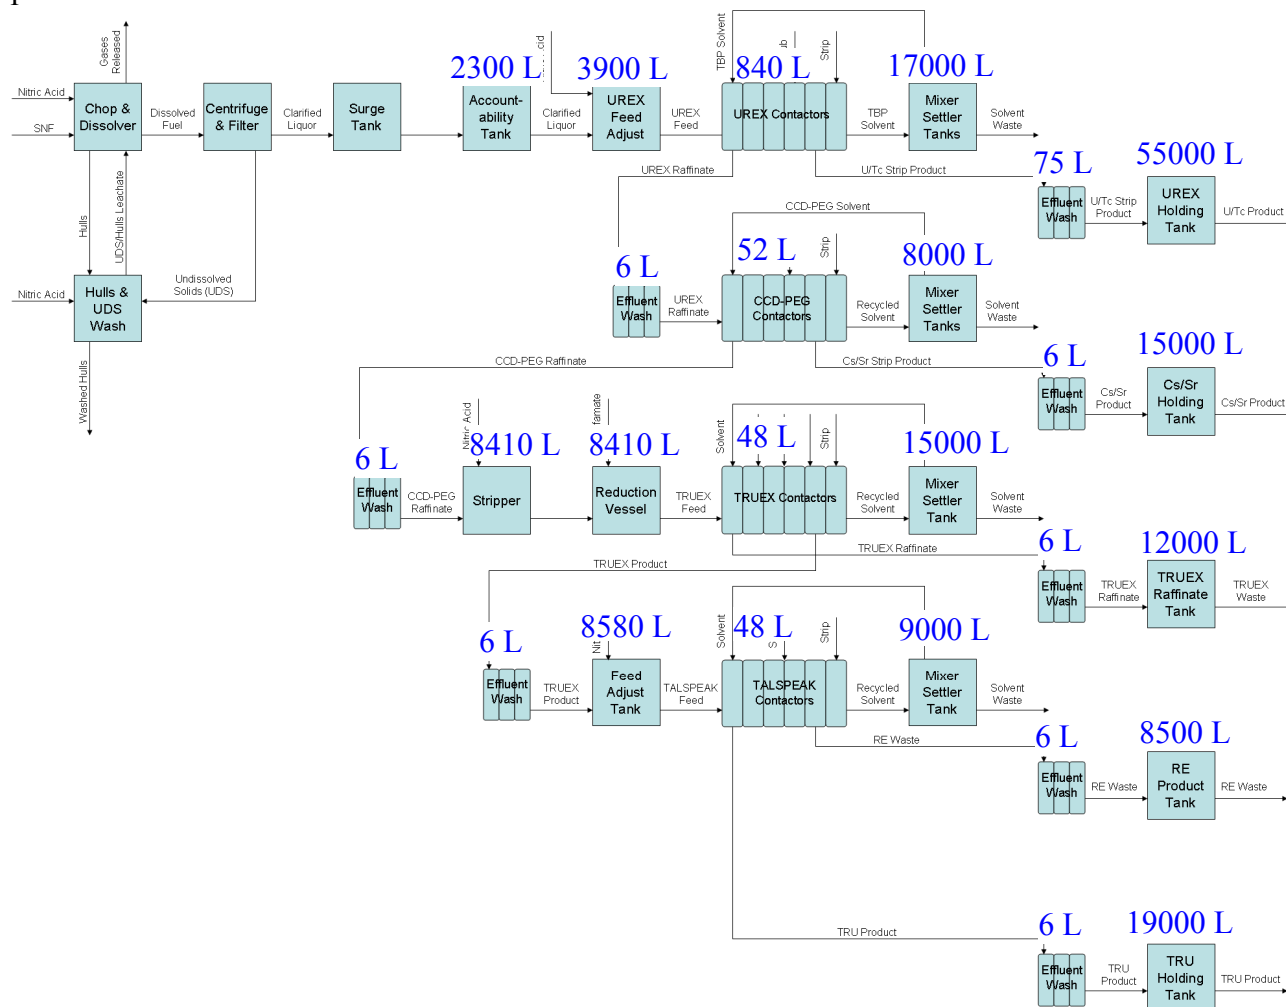 Gases
Released
Nitric Acid
SNF
Chop &
Dissolver
Dissolved
Fuel
Centrifuge
& Filter
Clarified
Liquor
Surge
Tank
2300 L
Account-
ability
Tank
Clarified
Liquor
3900 L
UREX
Feed
Adjust
UREX
Feed
TBP Solvent
840 L
Strip
UREX Contactors
TBP
Solvent
17000 L
Mixer
Settler
Tanks
Solvent
Waste
UREX Raffinate
U/Tc Strip Product
75 L
Effluent
Wash
U/Tc Strip
Product
55000 L
UREX
Holding
Tank
U/Tc Product
Hulls
UDS/Hulls Leachate
Undissolved
Solids (UDS)
Nitric Acid
Hulls &
UDS
Wash
Washed Hulls
6 L
Effluent
Wash
UREX
Raffinate
CCD-PEG Solvent
52 L
Strip
CCD-PEG
Contactors
Recycled
Solvent
8000 L
Mixer
Settler
Tanks
Solvent
Waste
CCD-PEG Raffinate
Cs/Sr Strip Product
6 L
Effluent
Wash
Cs/Sr
Product
15000 L
Cs/Sr
Holding
Tank
Cs/Sr Product
6 L
Effluent
Wash
CCD-PEG
Raffinate
Nitric Acid
8410 L
Stripper
famate
8410 L
Reduction
Vessel
TRUEX
Feed
Solvent
48 L
Strip
TRUEX Contactors
Recycled
Solvent
15000 L
Mixer
Settler
Tank
Solvent
Waste
TRUEX Raffinate
TRUEX Product
6 L
Effluent
Wash
TRUEX
Raffinate
12000 L
TRUEX
Raffinate
Tank
TRUEX
Waste
6 L
Effluent
Wash
TRUEX
Product
Nit
8580 L
Feed
Adjust
Tank
TALSPEAK
Feed
Solvent
48 L
S
Strip
TALSPEAK
Contactors
Recycled
Solvent
9000 L
Mixer
Settler
Tank
Solvent
Waste
RE Waste
6 L
Effluent
Wash
RE Waste
8500 L
RE
Product
Tank
RE Waste
TRU Product
6 L
Effluent
Wash
TRU
Product
19000 L
TRU
Holding
Tank
TRU Product